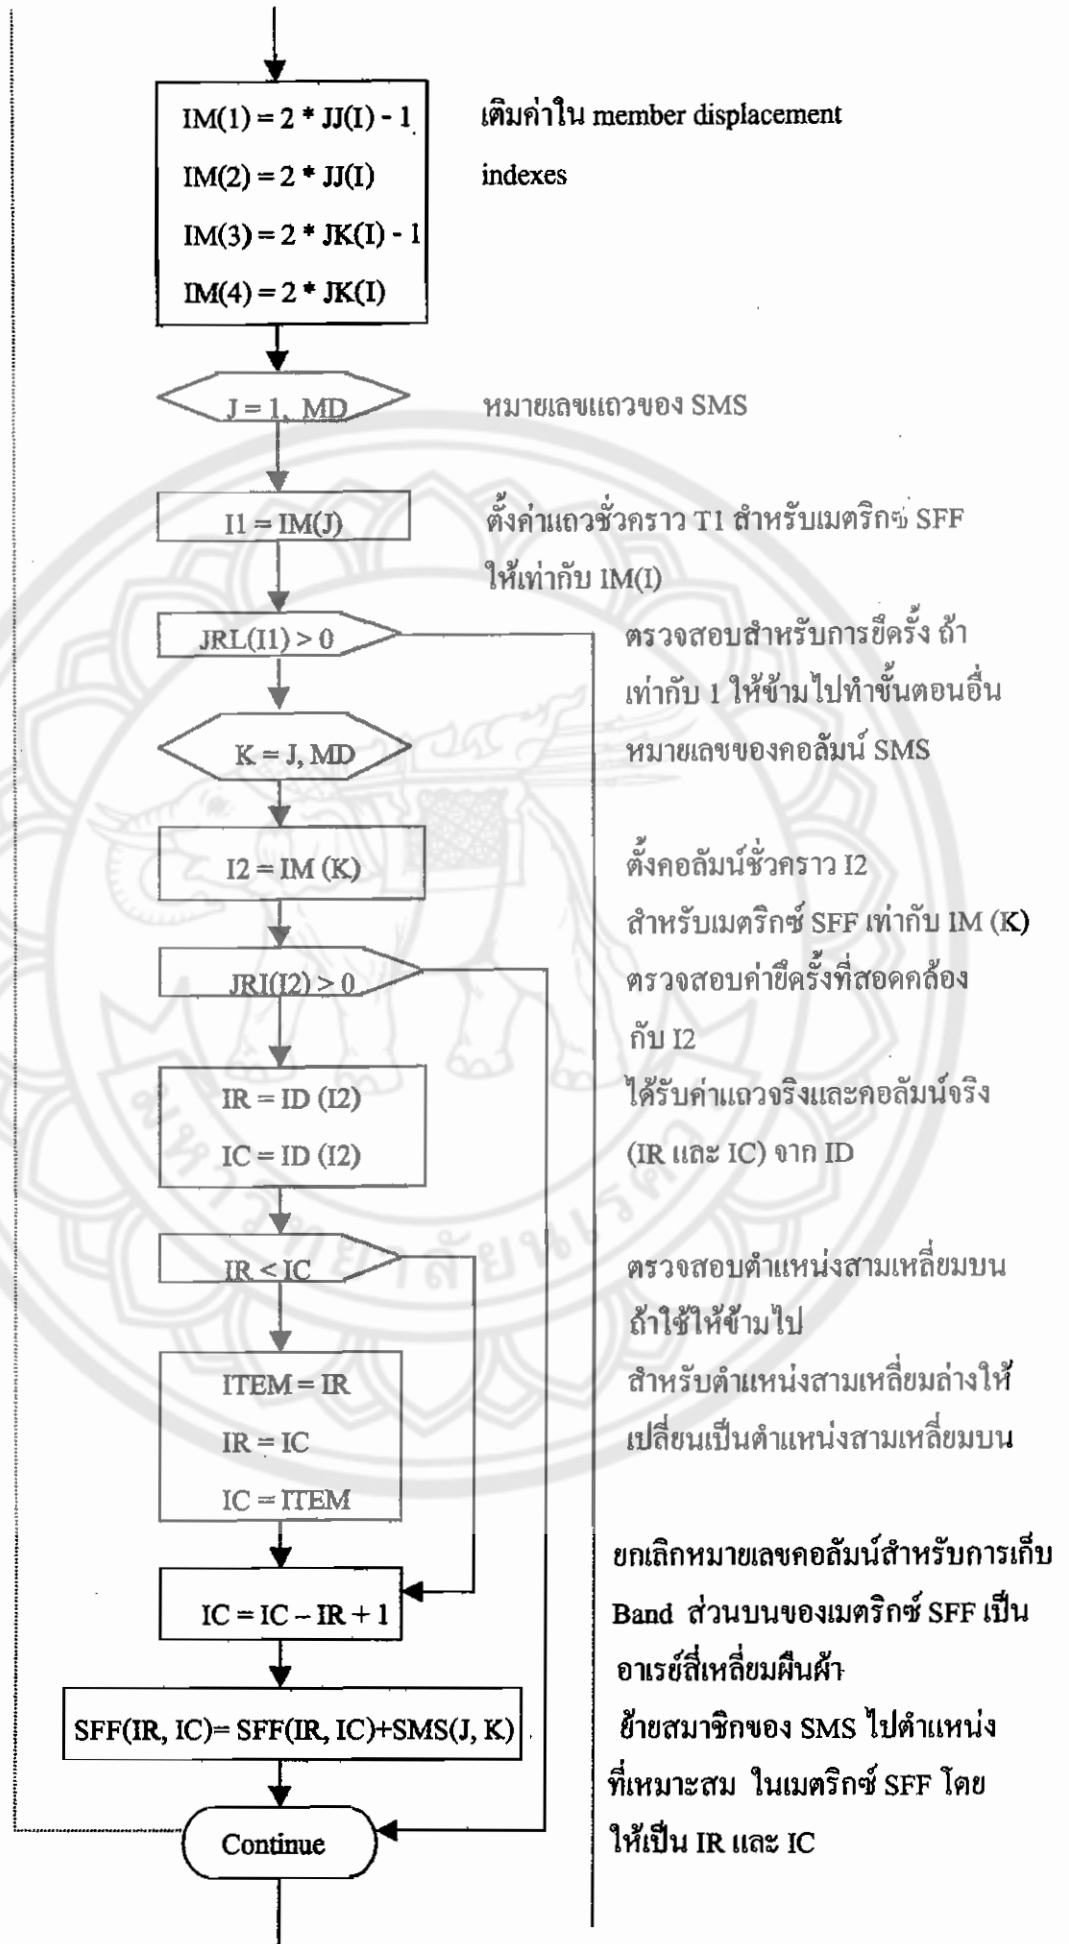 IM(1) = 2 * JJ(I) - 1
เติมค่าใน member displacement
IM(2) = 2 * JJ(I)
indexes
IM(3) = 2 * JK(I) - 1
IM(4) = 2 * JK(I)
J = 1, MD
หมายเลขแถวของ SMS
I1 = IM(J)
ตั้งค่าแถวชั่วคราว T1 สำหรับเมตริกซ์ SFF
ให้เท่ากับ IM(I)
JRL(I1) > 0
ตรวจสอบสำหรับการยึดรั้ง ถ้า
เท่ากับ 1 ให้ข้ามไปทำขั้นตอนอื่น
K = J, MD
หมายเลขของคอลัมน์ SMS
I2 = IM (K)
ตั้งคอลัมน์ชั่วคราว I2
สำหรับเมตริกซ์ SFF เท่ากับ IM (K)
JRI(I2) > 0
ตรวจสอบค่ายึดรั้งที่สอดคล้อง
กับ I2
IR = ID (I2)
ได้รับค่าแถวจริงและคอลัมน์จริง
IC = ID (I2)
(IR และ IC) จาก ID
IR < IC
ตรวจสอบตำแหน่งสามเหลี่ยมบน
ถ้าใช้ให้ข้ามไป
ITEM = IR
สำหรับตำแหน่งสามเหลี่ยมล่างให้
IR = IC
เปลี่ยนเป็นตำแหน่งสามเหลี่ยมบน
IC = ITEM
ยกเลิกหมายเลขคอลัมน์สำหรับการเก็บ
IC = IC – IR + 1
Band ส่วนบนของเมตริกซ์ SFF เป็น
อาเรย์สี่เหลี่ยมผืนผ้า
SFF(IR, IC)= SFF(IR, IC)+SMS(J, K)
ย้ายสมาชิกของ SMS ไปตำแหน่ง
ที่เหมาะสม ในเมตริกซ์ SFF โดย
Continue
ให้เป็น IR และ IC
มหาวิทยาลัยนเรศวร